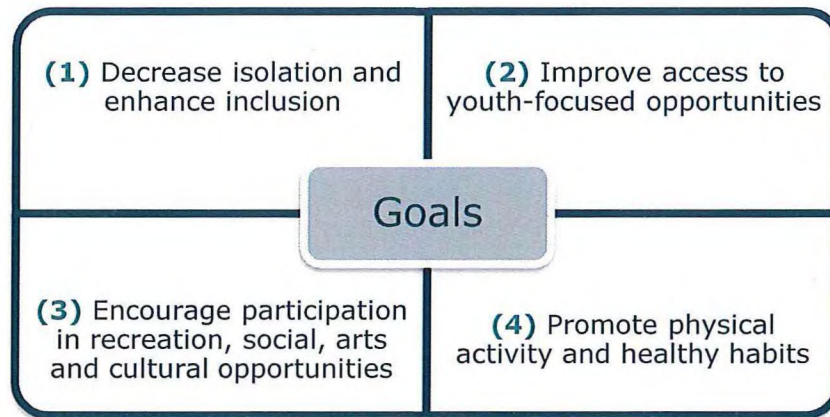 (1) Decrease isolation and
enhance inclusion
(2) Improve access to
youth-focused opportunities
Goals
(3) Encourage participation
in recreation, social, arts
and cultural opportunities
(4) Promote physical
activity and healthy habits